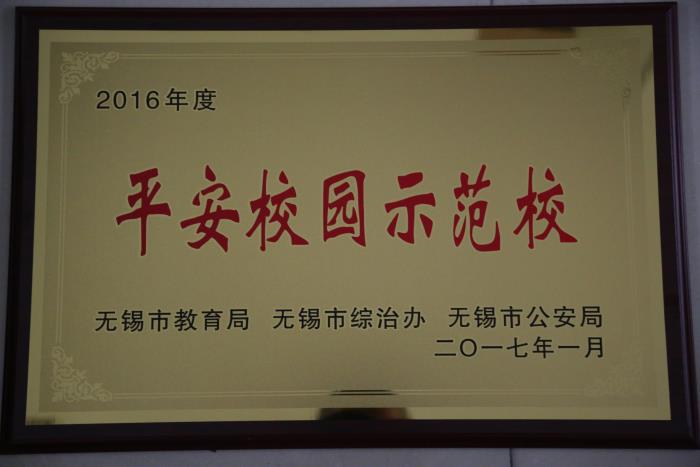 2016年度
平安校园示范校
无锡市教育局 无锡市综治办 无锡市公安局
二〇一七年一月